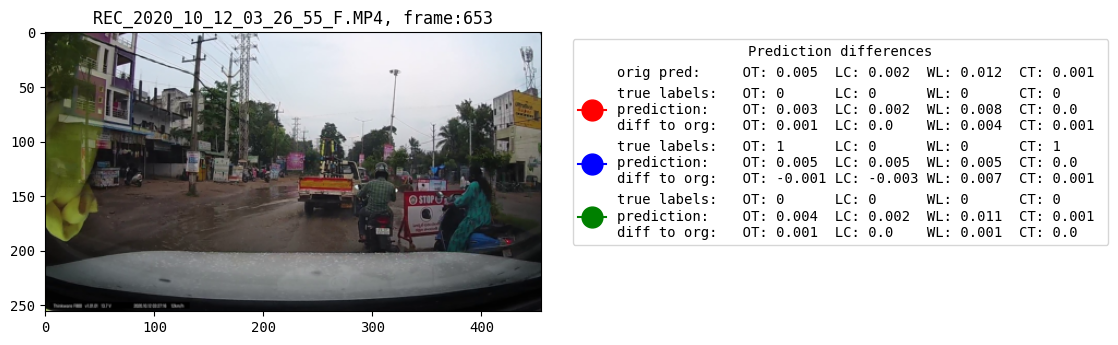 REC_2020_10_12_03_26_55_F.MP4, frame:653
0
50
100
150
200
250
0
100
200
300
400
STOP
Prediction differences
orig pred: OT: 0.005 LC: 0.002 WL: 0.012 CT: 0.001
true labels: OT: 0 LC: 0 WL: 0 CT: 0
prediction: OT: 0.003 LC: 0.002 WL: 0.008 CT: 0.0
diff to org: OT: 0.001 LC: 0.0 WL: 0.004 CT: 0.001
true labels: OT: 1 LC: 0 WL: 0 CT: 1
prediction: OT: 0.005 LC: 0.005 WL: 0.005 CT: 0.0
diff to org: OT: -0.001 LC: -0.003 WL: 0.007 CT: 0.001
true labels: OT: 0 LC: 0 WL: 0 CT: 0
prediction: OT: 0.004 LC: 0.002 WL: 0.011 CT: 0.001
diff to org: OT: 0.001 LC: 0.0 WL: 0.001 CT: 0.0